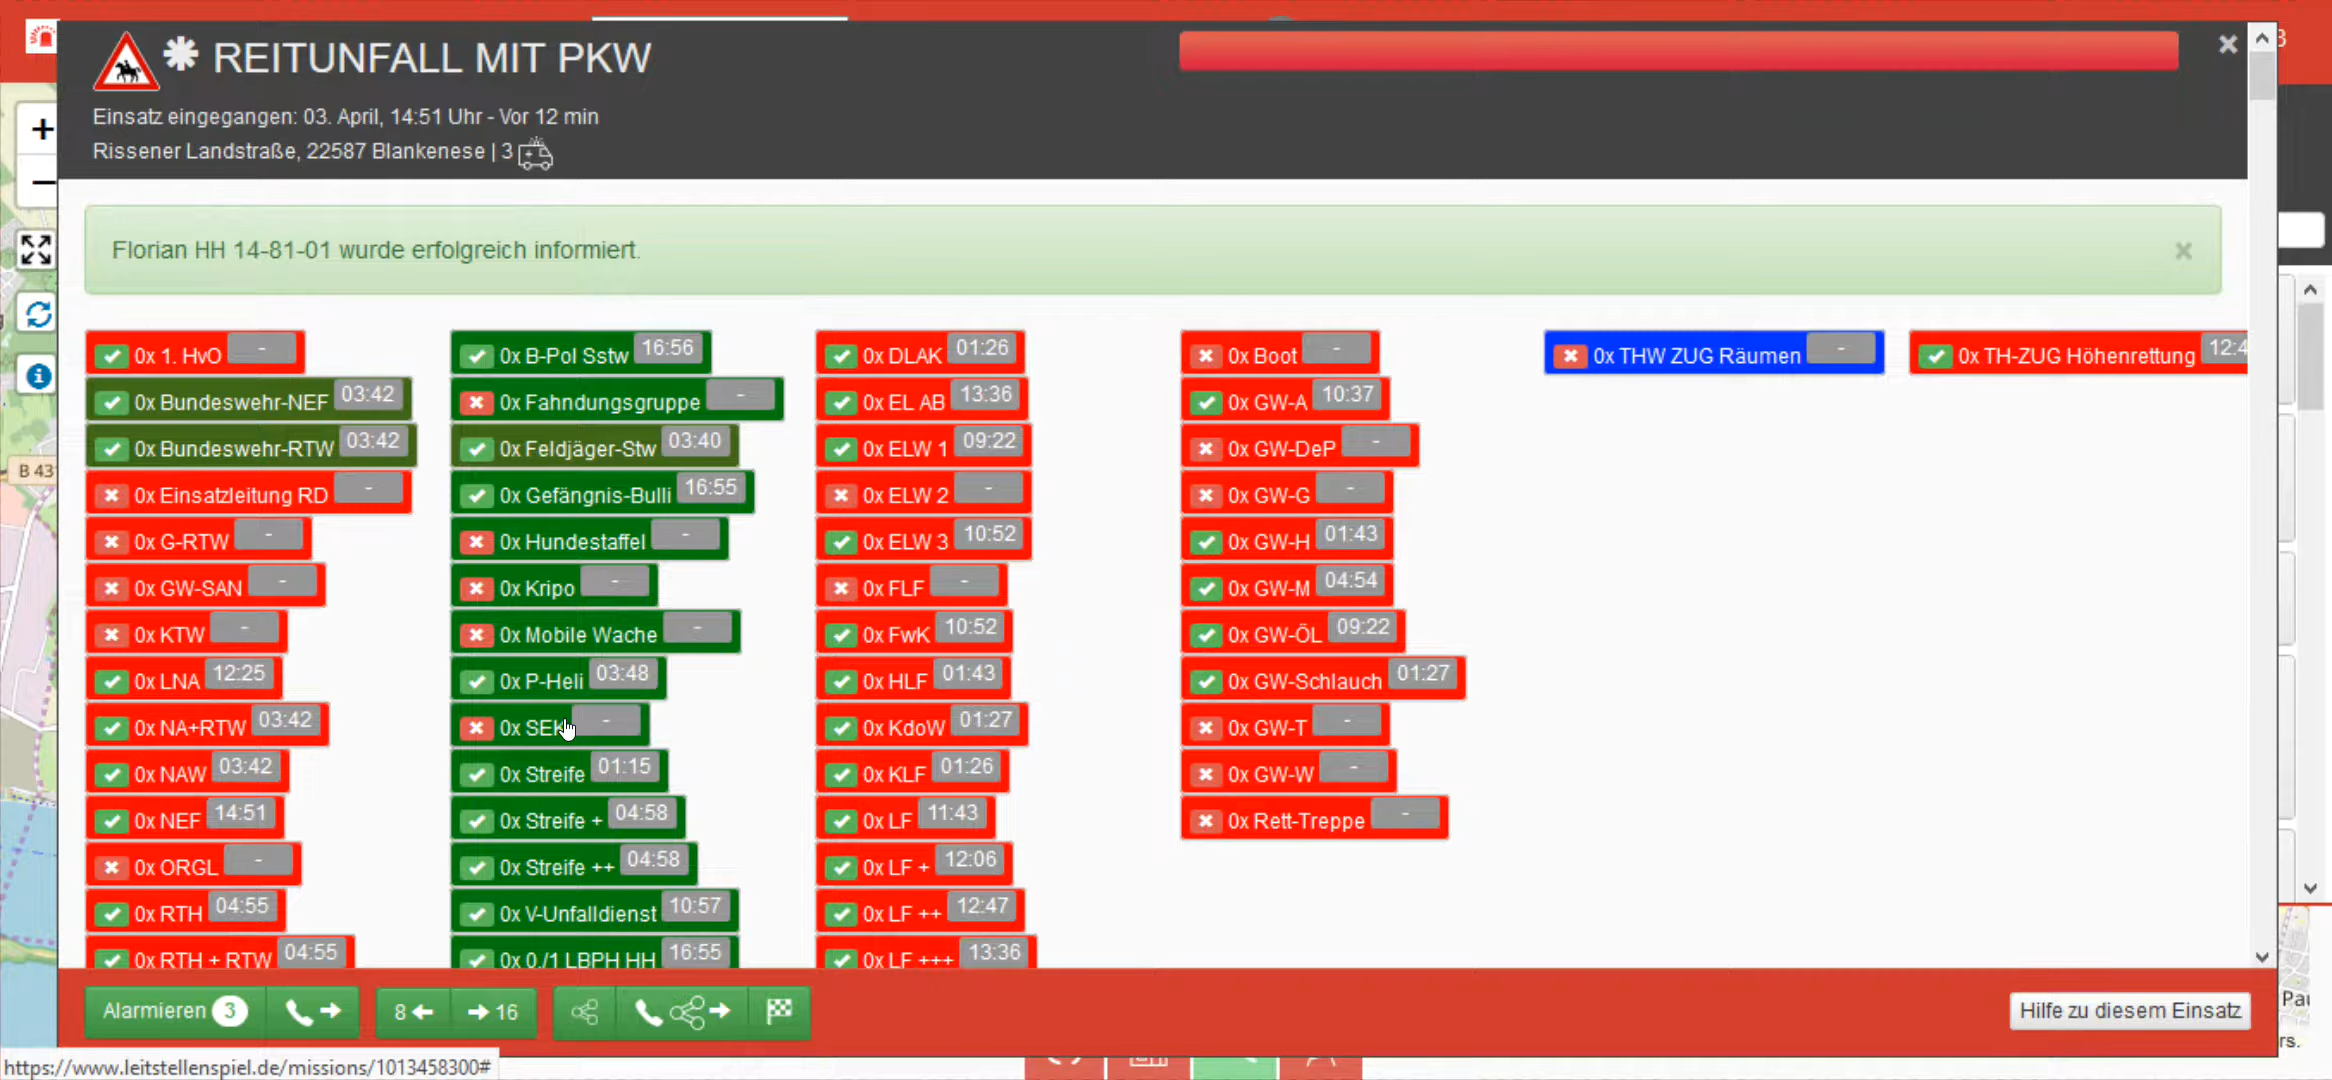 REITUNFALL MIT PKW
Einsatz eingegangen: 03. April, 14:51 Uhr - Vor 12 min
Rissener Landstraße, 22587 Blankenese | 3
Florian HH 14-81-01 wurde erfolgreich informiert.
0x 1. HvO -
0x Bundeswehr-NEF 03:42
0x Bundeswehr-RTW 03:42
0x Einsatzleitung RD -
0x G-RTW -
0x GW-SAN -
0x KTW -
0x LNA 12:25
0x NA+RTW 03:42
0x NAW 03:42
0x NEF 14:51
0x ORGL -
0x RTH 04:55
0x RTH + RTW 04:55
0x B-Pol Sstw 16:56
0x Fahndungsgruppe -
0x Feldjäger-Stw 03:40
0x Gefängnis-Bulli 16:55
0x Hundestaffel -
0x Kripo -
0x Mobile Wache -
0x P-Heli 03:48
0x SEK -
0x Streife 01:15
0x Streife + 04:58
0x Streife ++ 04:58
0x V-Unfalldienst 10:57
0x 0./1 LBPH HH 16:55
0x DLAK 01:26
0x EL AB 13:36
0x ELW 1 09:22
0x ELW 2 -
0x ELW 3 10:52
0x FLF -
0x FwK 10:52
0x HLF 01:43
0x KdoW 01:27
0x KLF 01:26
0x LF 11:43
0x LF + 12:06
0x LF ++ 12:47
0x LF +++ 13:36
0x Boot -
0x GW-A 10:37
0x GW-DeP -
0x GW-G -
0x GW-H 01:43
0x GW-M 04:54
0x GW-ÖL 09:22
0x GW-Schlauch 01:27
0x GW-T -
0x GW-W -
0x Rett-Treppe -
0x THW ZUG Räumen -
0x TH-ZUG Höhenrettung 12:4
B 43
Alarmieren 3
8
16
Hilfe zu diesem Einsatz
Pau
rs.
https://www.leitstellenspiel.de/missions/1013458300#